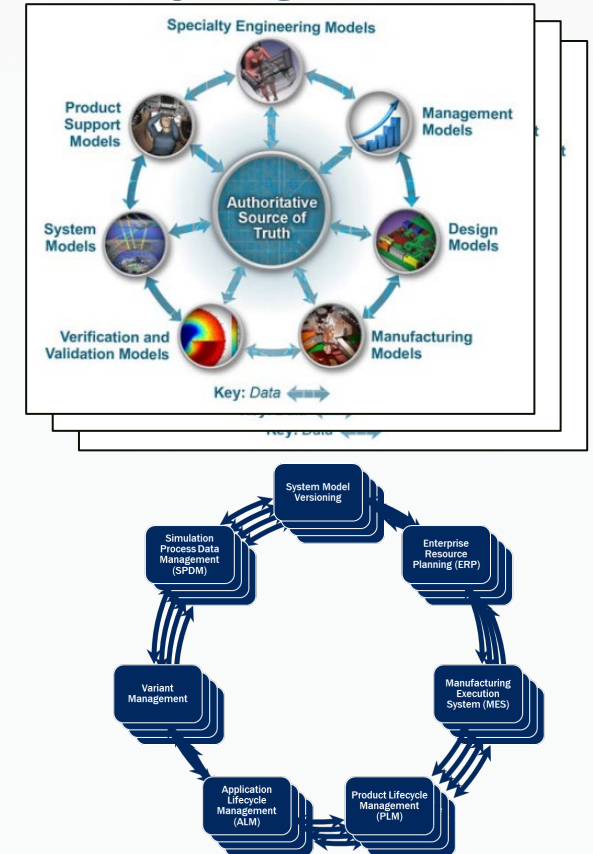 Specialty Engineering Models
Product
Support
Models
Management
Models
t
t
Authoritative
Source of
Truth
System
Models
Design
Models
Verification and
Validation Models
Manufacturing
Models
Key: Data
Key: Data
System Model
Versioning
Simulation
Process Data
Management
(SPDM)
Enterprise
Resource
Planning (ERP)
Variant
Management
Manufacturing
Execution
System (MES)
Application
Lifecycle
Management
(ALM)
Product Lifecycle
Management
(PLM)